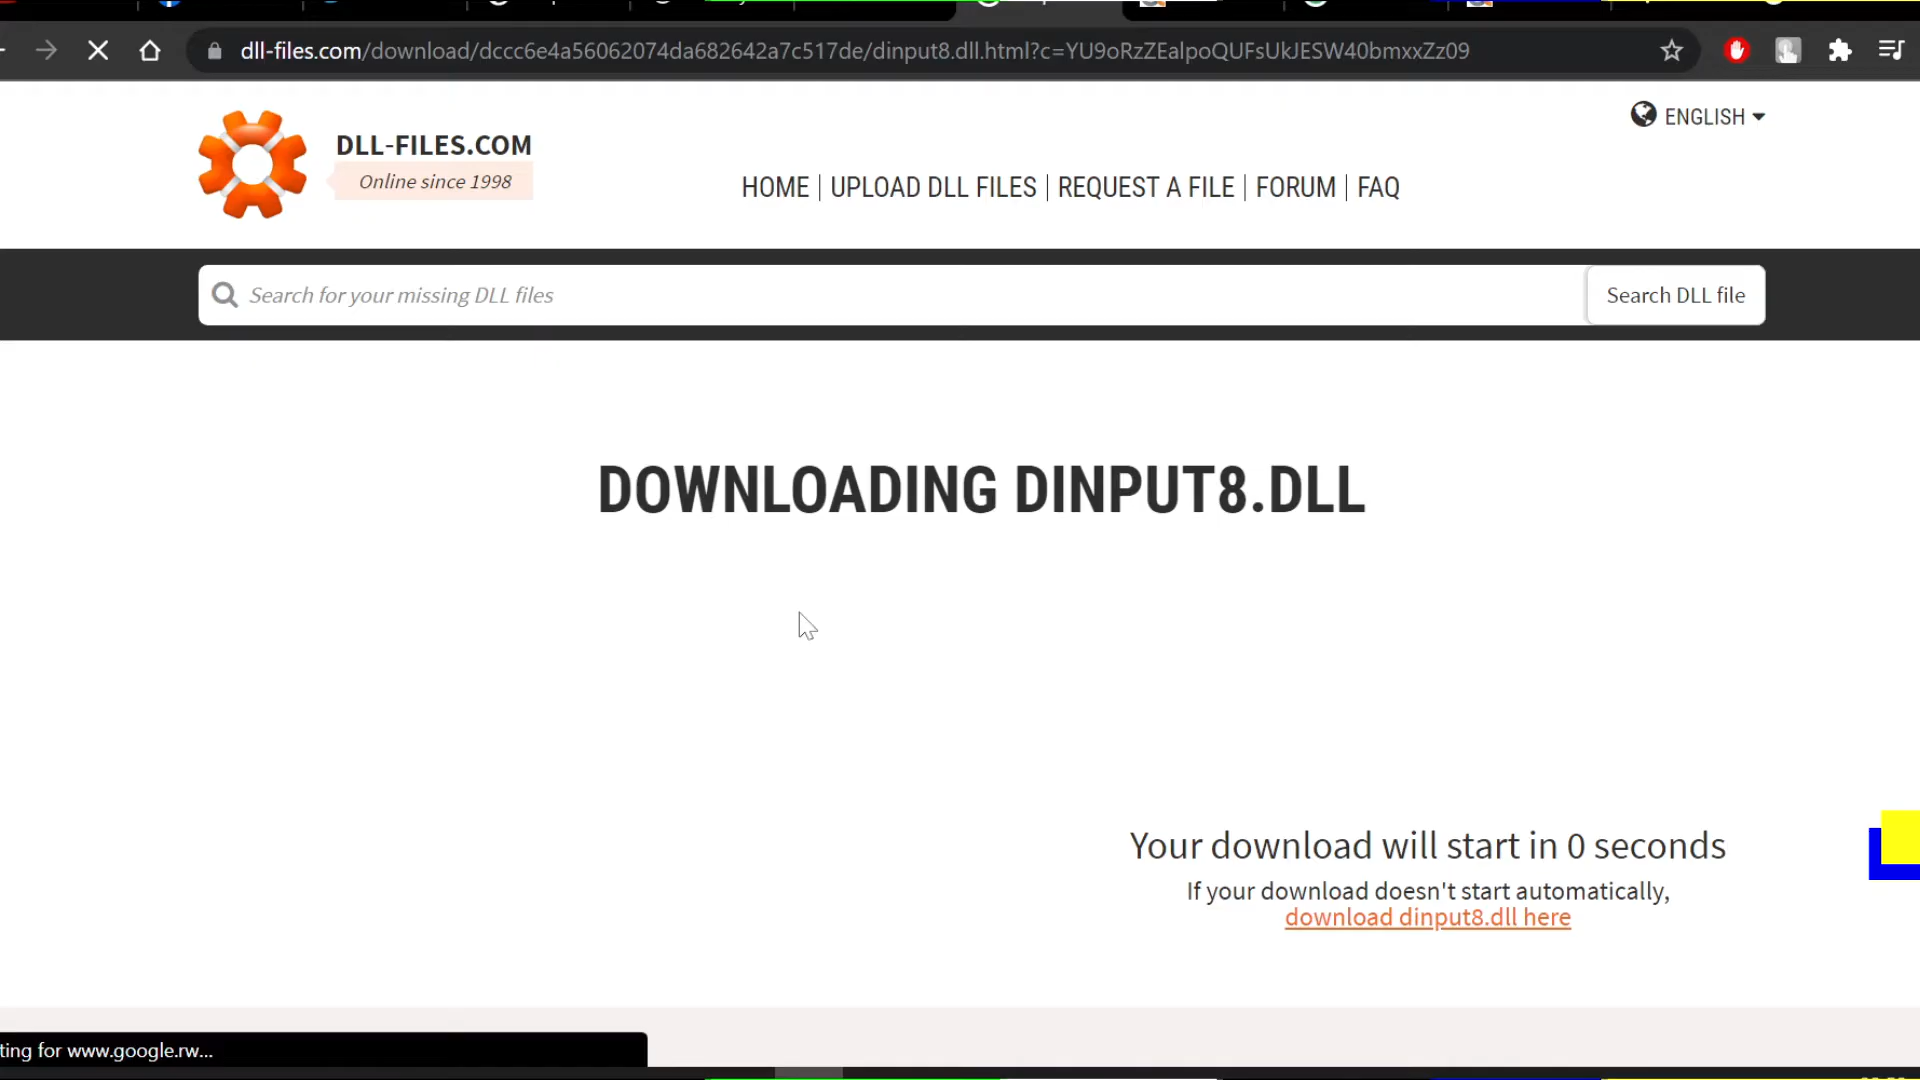 dll-files.com/download/dccc6e4a56062074da682642a7c517de/dinput8.dll.html?c=YU9oRzZEalpoQUFsUkJESW40bmxxZz09
ENGLISH
DLL-FILES.COM
Online since 1998
HOME | UPLOAD DLL FILES | REQUEST A FILE | FORUM | FAQ
Search for your missing DLL files
Search DLL file
DOWNLOADING DINPUT8.DLL
Your download will start in 0 seconds
If your download doesn't start automatically,
download dinput8.dll here
ting for www.google.rw...